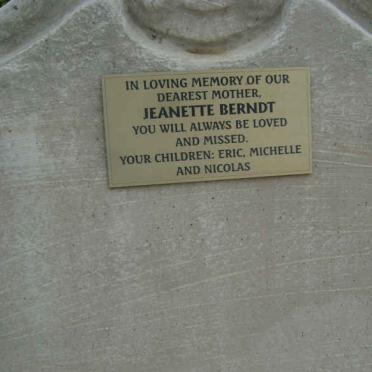 IN LOVING MEMORY OF OUR
DEAREST MOTHER,
JEANETTE BERNDT
YOU WILL ALWAYS BE LOVED
AND MISSED.
YOUR CHILDREN: ERIC, MICHELLE
AND NICOLAS